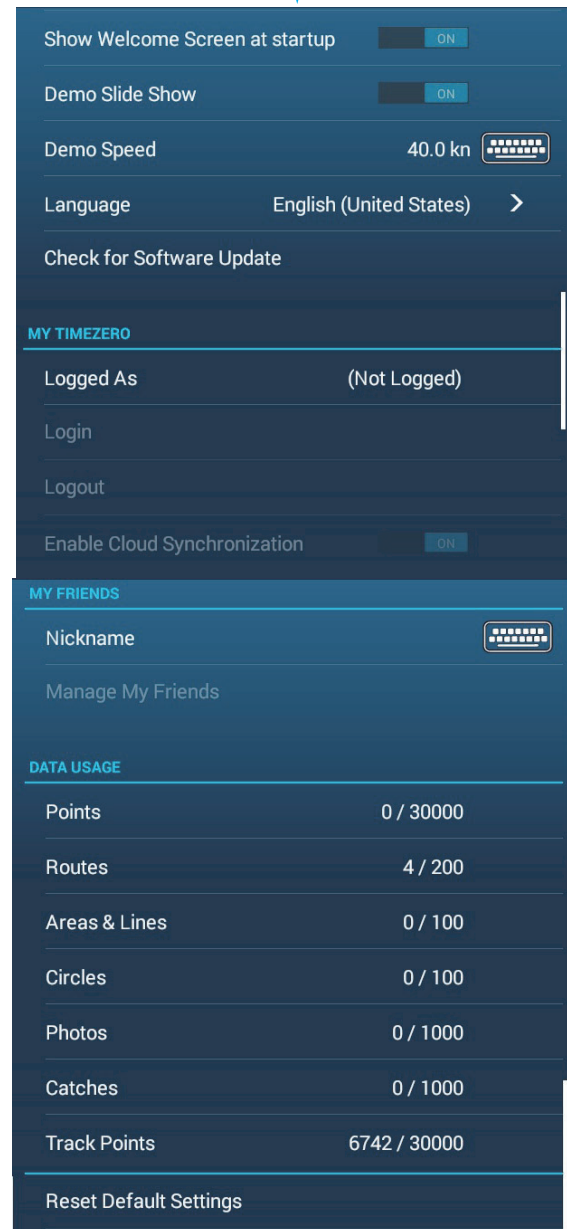 Show Welcome Screen at startup ON
Demo Slide Show ON
Demo Speed 40.0 kn
Language English (United States) >
Check for Software Update
MY TIMEZERO
Logged As (Not Logged)
Login
Logout
Enable Cloud Synchronization ON
MY FRIENDS
Nickname
Manage My Friends
DATA USAGE
Points 0 / 30000
Routes 4 / 200
Areas & Lines 0 / 100
Circles 0 / 100
Photos 0 / 1000
Catches 0 / 1000
Track Points 6742 / 30000
Reset Default Settings